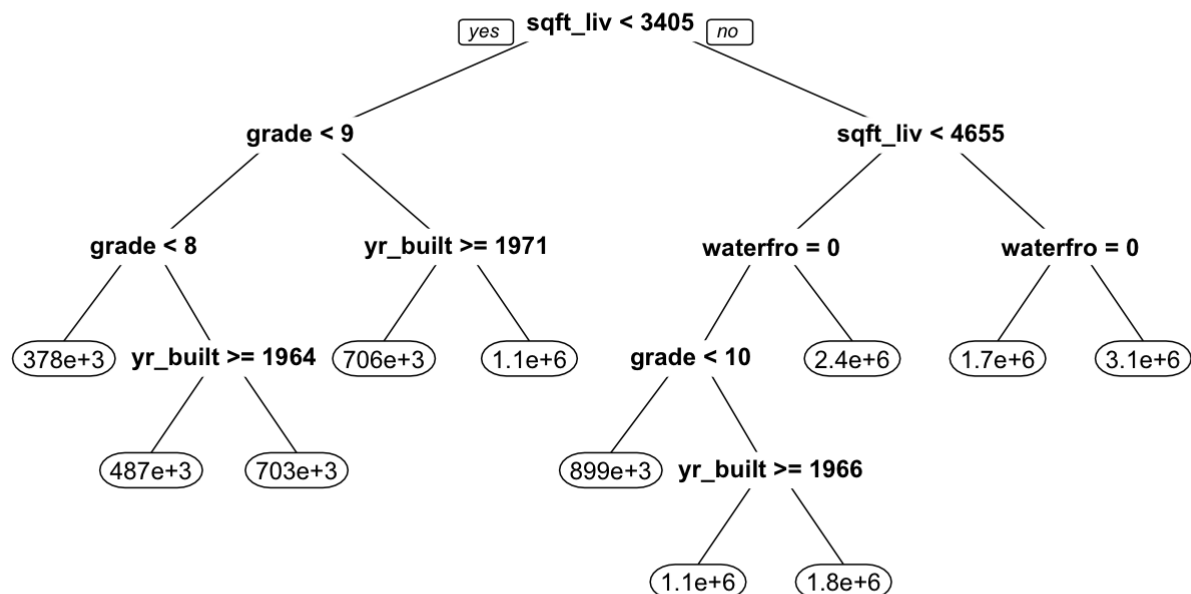 yes sqft_liv < 3405 no
grade < 9 sqft_liv < 4655
grade < 8 yr_built >= 1971 waterfro = 0 waterfro = 0
378e+3 yr_built >= 1964 706e+3 1.1e+6 grade < 10 2.4e+6 1.7e+6 3.1e+6
487e+3 703e+3 899e+3 yr_built >= 1966
1.1e+6 1.8e+6